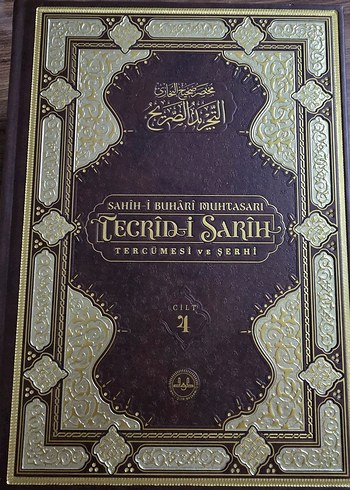 مختصر صحيح البخاري
التجريد الصريح
SAHÎH-İ BUHÂRÎ MUHTASARI
TECRÎD-İ SARÎH
TERCÜMESİ VE ŞERHİ
CİLT
4